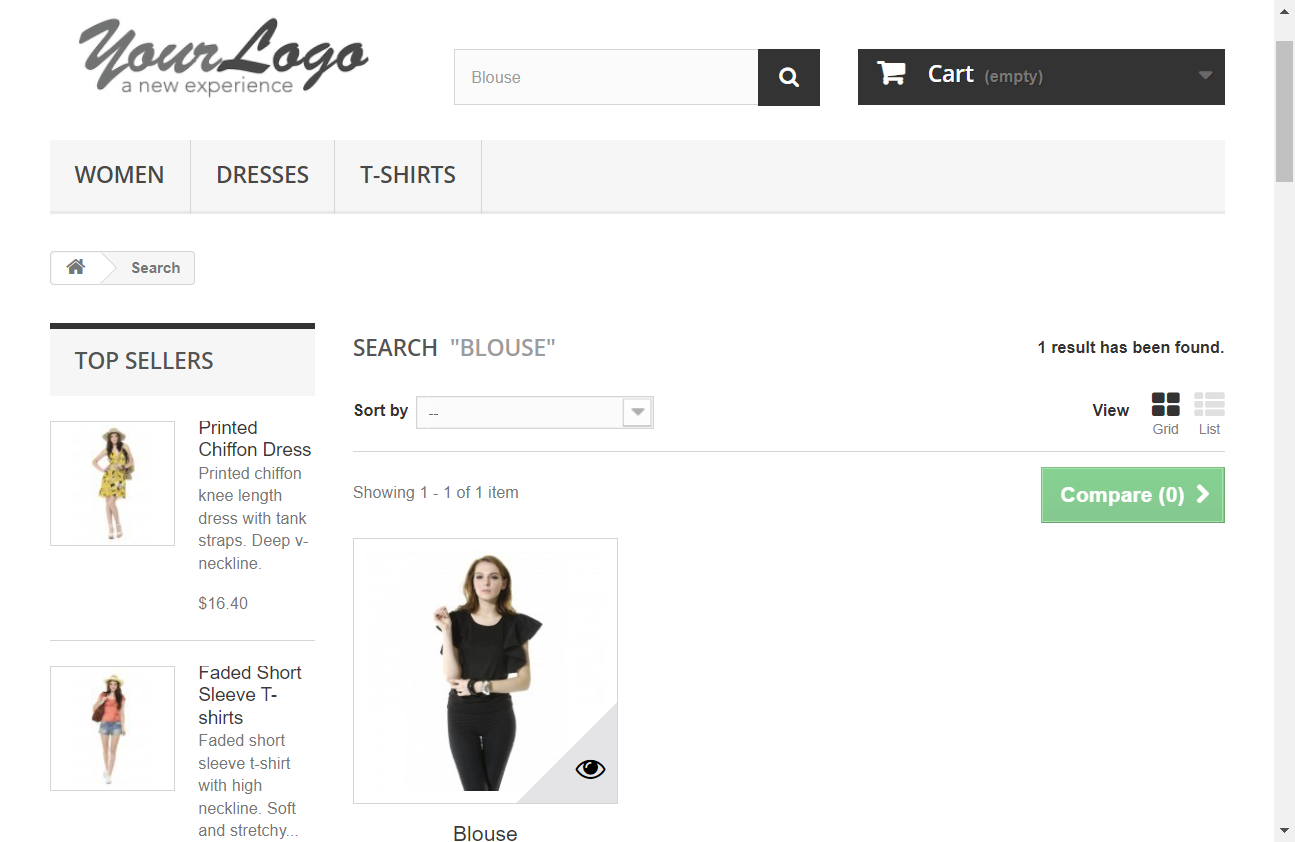 YourLogo
a new experience
Blouse
Cart (empty)
WOMEN
DRESSES
T-SHIRTS
Search
TOP SELLERS
Printed
Chiffon Dress
Printed chiffon
knee length
dress with tank
straps. Deep v-
neckline.
$16.40
Faded Short
Sleeve T-
shirts
Faded short
sleeve t-shirt
with high
neckline. Soft
and stretchy...
SEARCH "BLOUSE"
1 result has been found.
Sort by --
View
Grid
List
Showing 1 - 1 of 1 item
Compare (0)
Blouse